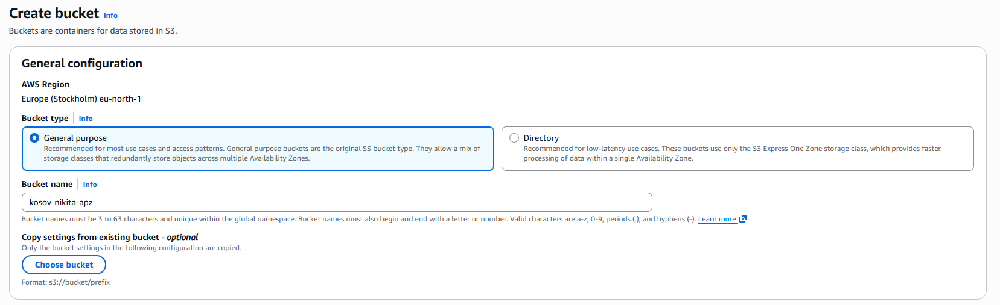 Create bucket Info
Buckets are containers for data stored in S3.
General configuration
AWS Region
Europe (Stockholm) eu-north-1
Bucket type Info
General purpose
Recommended for most use cases and access patterns. General purpose buckets are the original S3 bucket type. They allow a mix of
storage classes that redundantly store objects across multiple Availability Zones.
Directory
Recommended for low-latency use cases. These buckets use only the S3 Express One Zone storage class, which provides faster
processing of data within a single Availability Zone.
Bucket name Info
kosov-nikita-apz
Bucket names must be 3 to 63 characters and unique within the global namespace. Bucket names must also begin and end with a letter or number. Valid characters are a-z, 0-9, periods (.), and hyphens (-). Learn more
Copy settings from existing bucket - optional
Only the bucket settings in the following configuration are copied.
Choose bucket
Format: s3://bucket/prefix